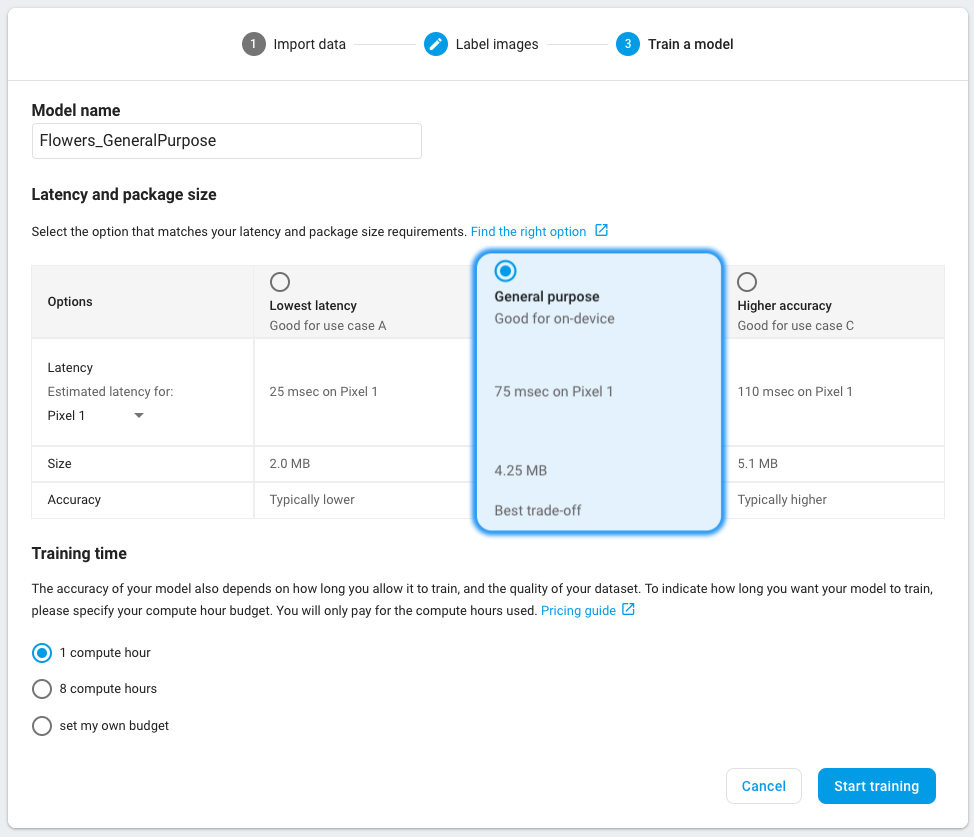 1 Import data Label images 3 Train a model
Model name
Flowers_GeneralPurpose
Latency and package size
Select the option that matches your latency and package size requirements. Find the right option
Options
Lowest latency
Good for use case A
General purpose
Good for on-device
Higher accuracy
Good for use case C
Latency
Estimated latency for:
Pixel 1
25 msec on Pixel 1
75 msec on Pixel 1
110 msec on Pixel 1
Size
2.0 MB
4.25 MB
5.1 MB
Accuracy
Typically lower
Best trade-off
Typically higher
Training time
The accuracy of your model also depends on how long you allow it to train, and the quality of your dataset. To indicate how long you want your model to train,
please specify your compute hour budget. You will only pay for the compute hours used. Pricing guide
1 compute hour
8 compute hours
set my own budget
Cancel Start training